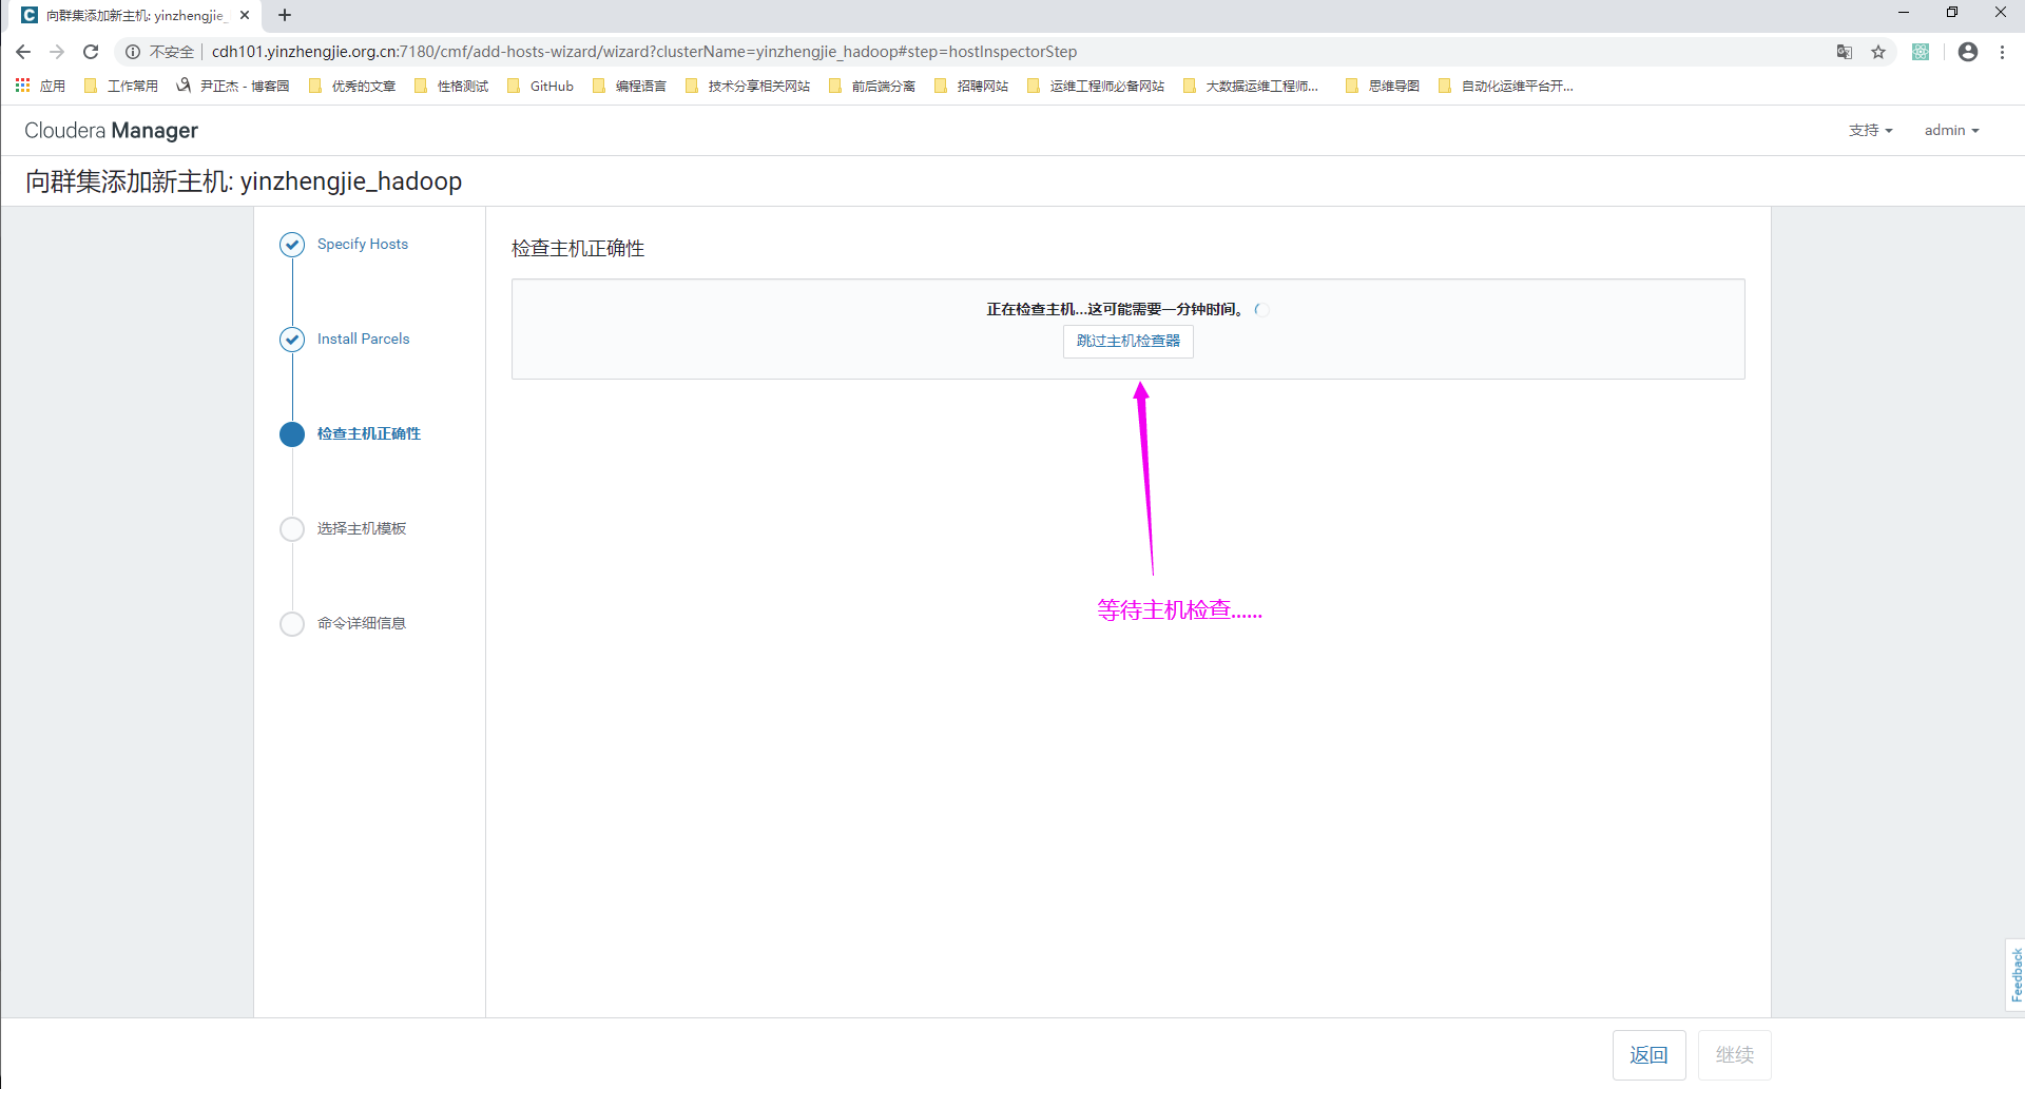 向群集添加新主机: yinzhengjie_
不安全 cdh101.yinzhengjie.org.cn:7180/cmf/add-hosts-wizard/wizard?clusterName=yinzhengjie_hadoop#step=hostInspectorStep
应用 工作常用 尹正杰 - 博客园 优秀的文章 性格测试 GitHub 编程语言 技术分享相关网站 前后端分离 招聘网站 运维工程师必备网站 大数据运维工程师... 思维导图 自动化运维平台开...
Cloudera Manager 支持 admin
向群集添加新主机: yinzhengjie_hadoop
Specify Hosts
Install Parcels
检查主机正确性
选择主机模板
命令详细信息
检查主机正确性
正在检查主机...这可能需要一分钟时间。
跳过主机检查器
等待主机检查......
Feedback
返回 继续